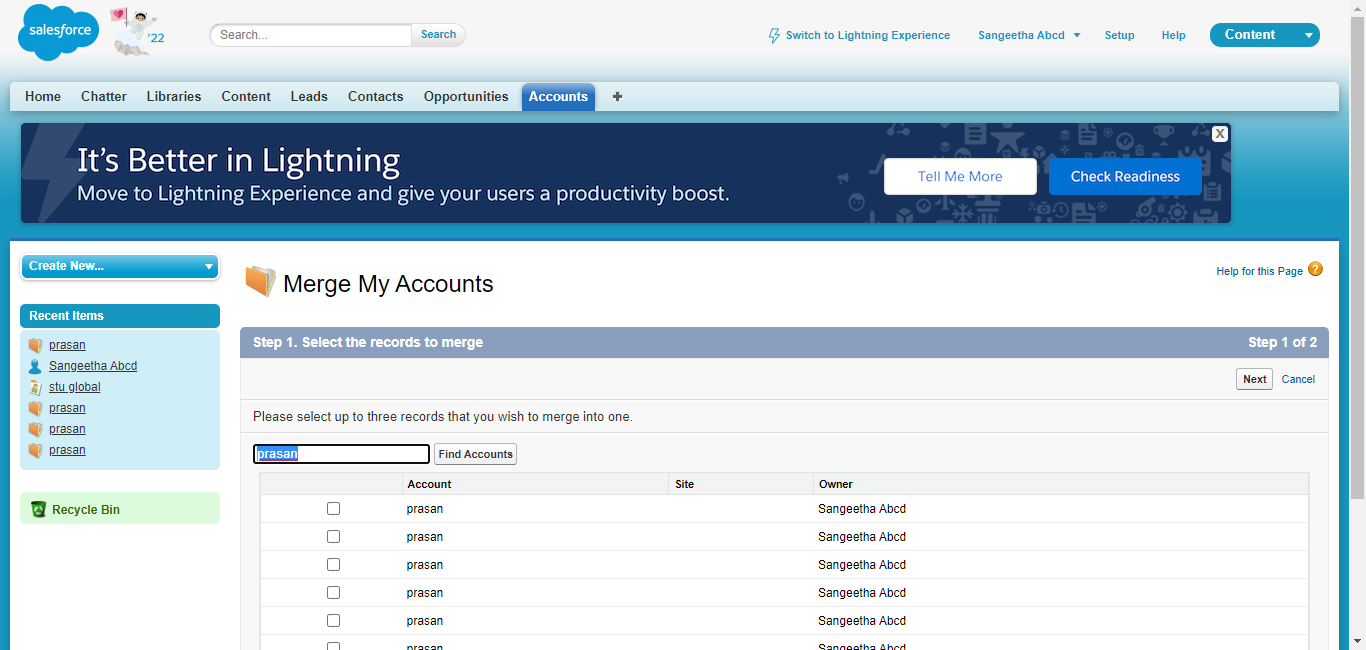 salesforce
'22
Search...
Search
Switch to Lightning Experience
Sangeetha Abcd
Setup
Help
Content
Home
Chatter
Libraries
Content
Leads
Contacts
Opportunities
Accounts
+
It's Better in Lightning
Move to Lightning Experience and give your users a productivity boost.
Tell Me More
Check Readiness
X
Create New...
Recent Items
prasan
Sangeetha Abcd
stu global
prasan
prasan
prasan
Recycle Bin
Merge My Accounts
Help for this Page ?
Step 1. Select the records to merge
Step 1 of 2
Next
Cancel
Please select up to three records that you wish to merge into one.
prasan
Find Accounts
Account Site Owner
prasan Sangeetha Abcd
prasan Sangeetha Abcd
prasan Sangeetha Abcd
prasan Sangeetha Abcd
prasan Sangeetha Abcd
prasan Sangeetha Abcd